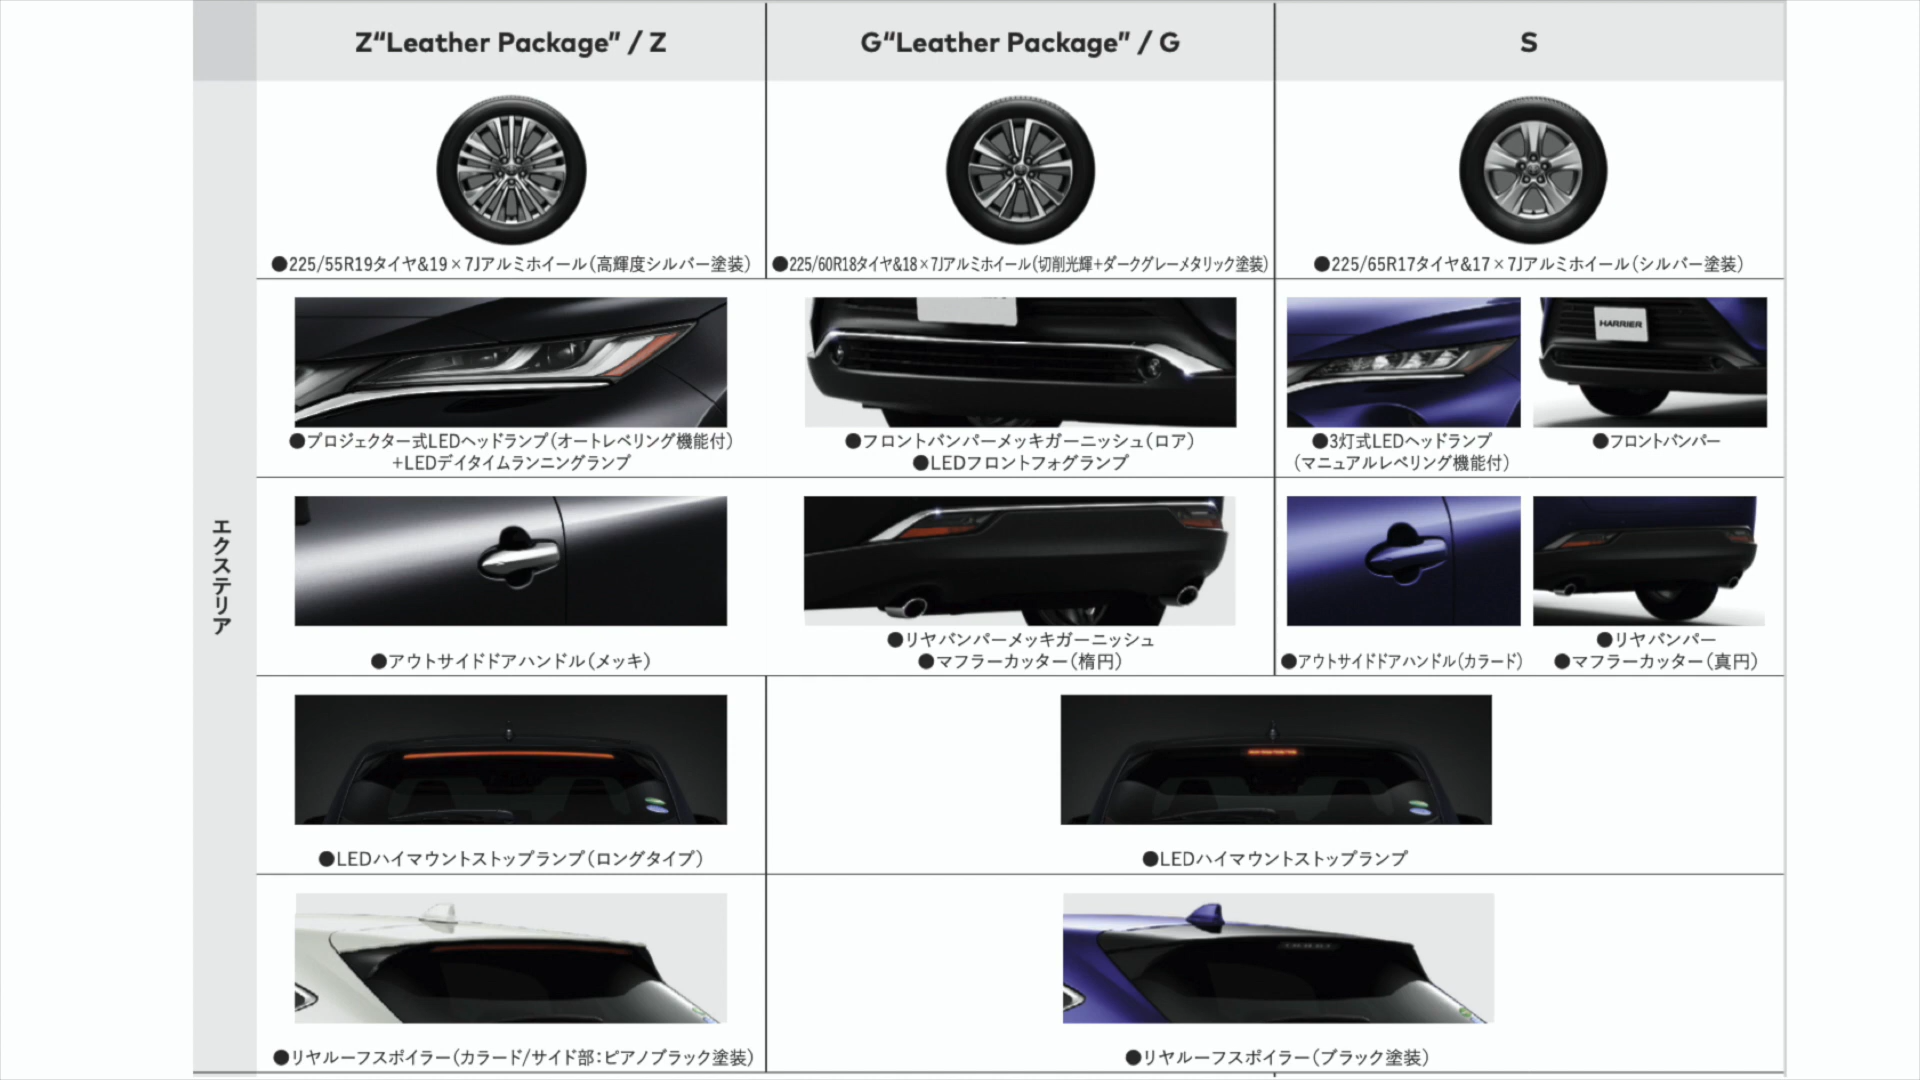 Z“Leather Package” / Z
G“Leather Package” / G
S
エクステリア
●225/55R19タイヤ&19×7Jアルミホイール（高輝度シルバー塗装）
●225/60R18タイヤ&18×7Jアルミホイール（切削光輝＋ダークグレーメタリック塗装）
●225/65R17タイヤ&17×7Jアルミホイール（シルバー塗装）
●プロジェクター式LEDヘッドランプ（オートレベリング機能付）
＋LEDデイタイムランニングランプ
●フロントバンパーメッキガーニッシュ（ロア）
●LEDフロントフォグランプ
●3灯式LEDヘッドランプ
（マニュアルレベリング機能付）
HARRIER
●フロントバンパー
●アウトサイドドアハンドル（メッキ）
●リヤバンパーメッキガーニッシュ
●マフラーカッター（楕円）
●アウトサイドドアハンドル（カラード）
●リヤバンパー
●マフラーカッター（真円）
●LEDハイマウントストップランプ（ロングタイプ）
●LEDハイマウントストップランプ
●リヤルーフスポイラー（カラード/サイド部：ピアノブラック塗装）
●リヤルーフスポイラー（ブラック塗装）